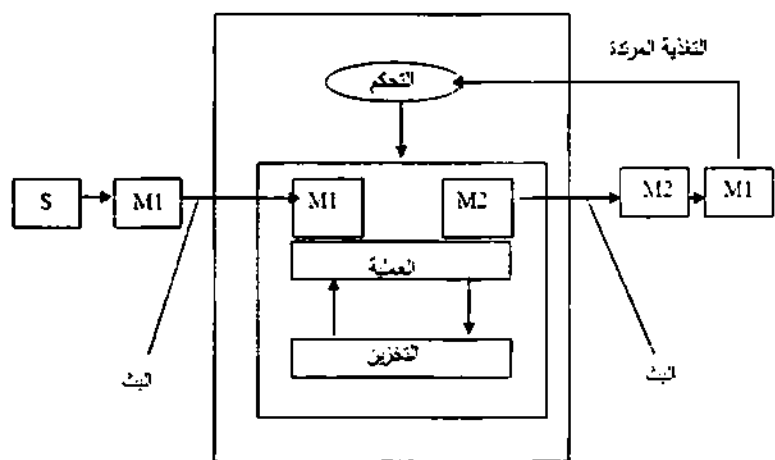 التغذية المرتدة
التحكم
S
M1
M1
M2
M2
M1
العملية
التخزين
البث
البث